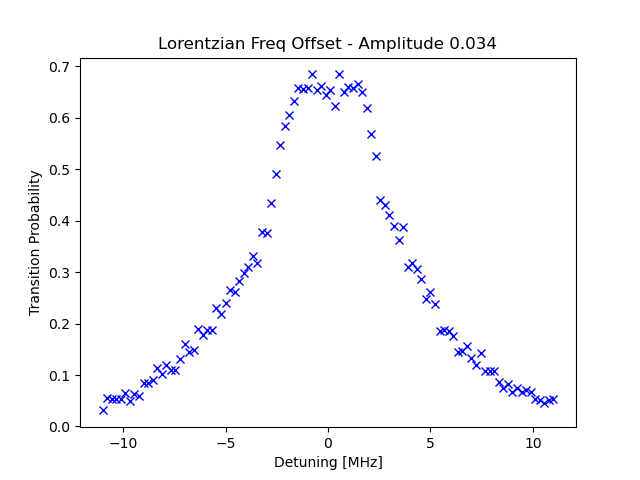 Lorentzian Freq Offset - Amplitude 0.034
Transition Probability
0.7
0.6
0.5
0.4
0.3
0.2
0.1
0.0
−10 −5 0 5 10
Detuning [MHz]